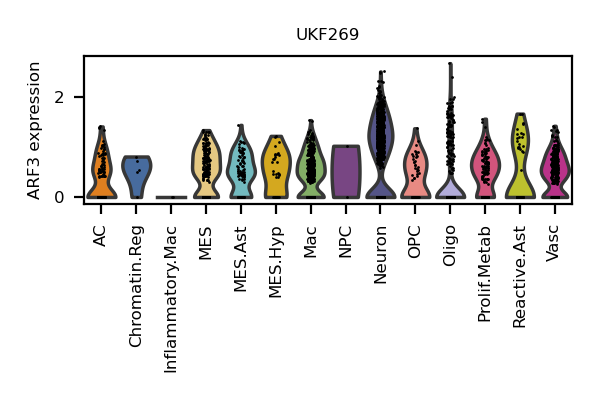 UKF269
ARF3 expression
2
0
AC
Chromatin.Reg
Inflammatory.Mac
MES
MES.Ast
MES.Hyp
Mac
NPC
Neuron
OPC
Oligo
Prolif.Metab
Reactive.Ast
Vasc